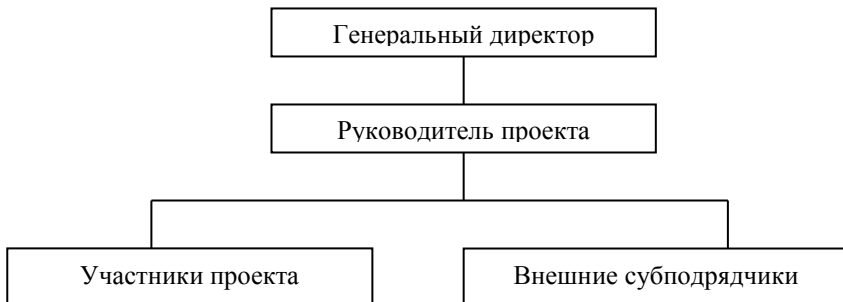 Генеральный директор
Руководитель проекта
Участники проекта
Внешние субподрядчики